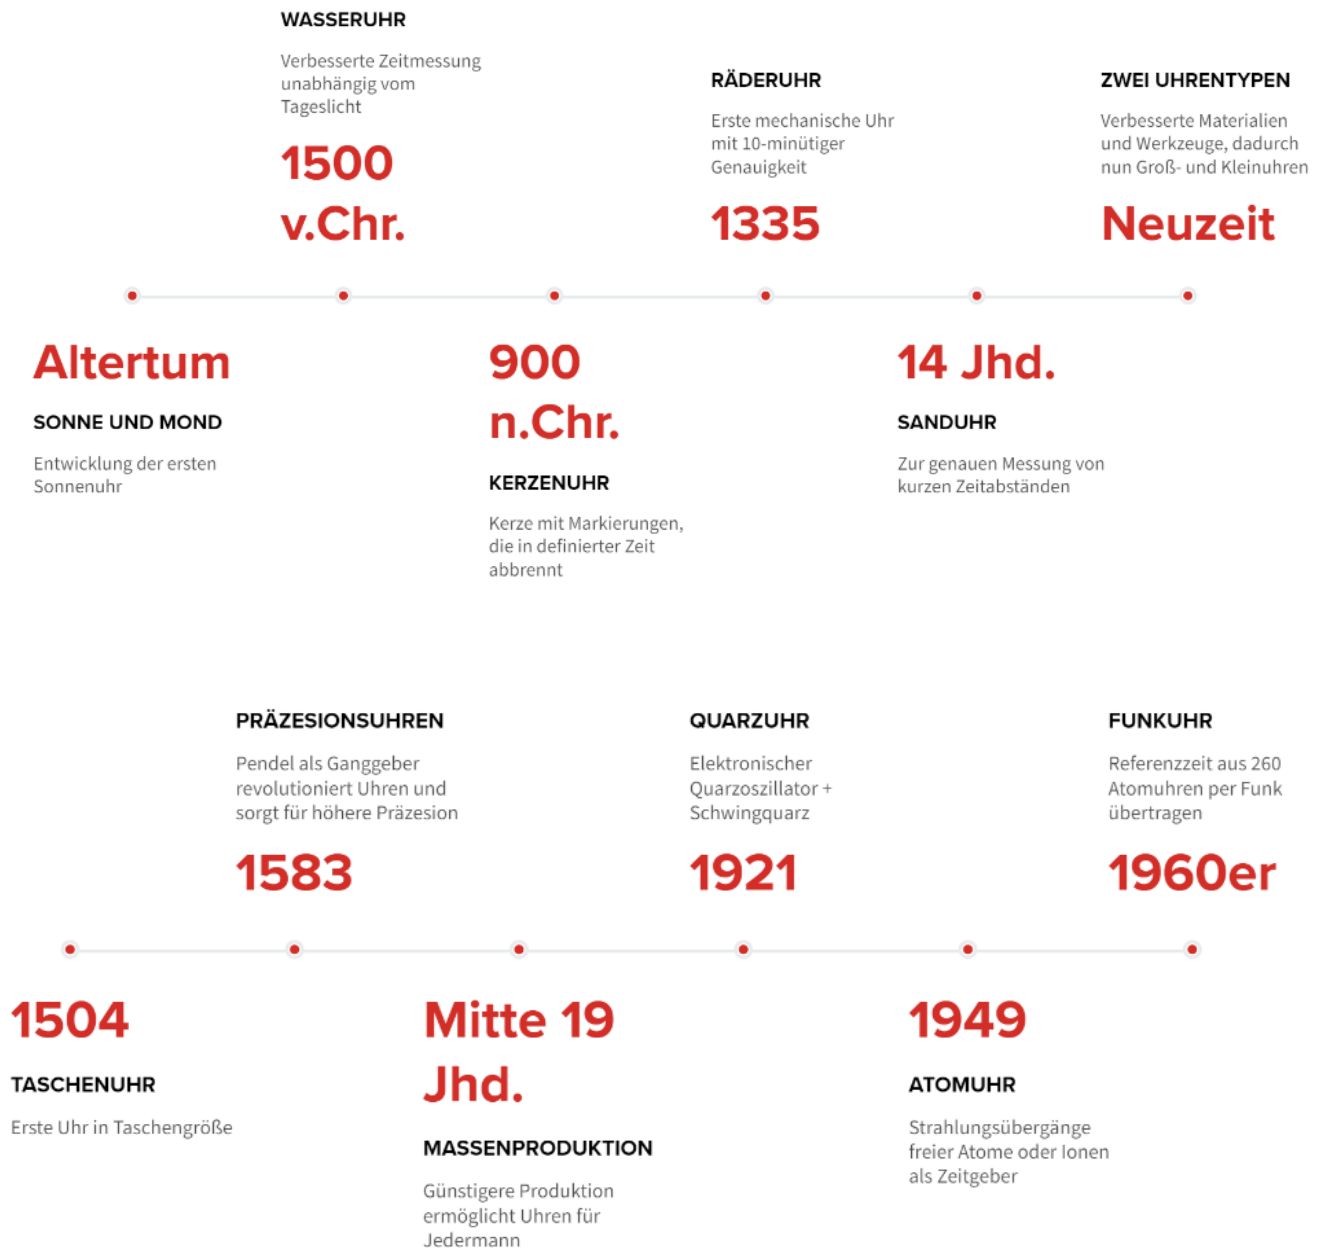 WASSERUHR
Verbesserte Zeitmessung
unabhängig vom
Tageslicht
1500
v.Chr.
RÄDERUHR
Erste mechanische Uhr
mit 10-minütiger
Genauigkeit
1335
ZWEI UHRENTYPEN
Verbesserte Materialien
und Werkzeuge, dadurch
nun Groß- und Kleinuhren
Neuzeit
Altertum
SONNE UND MOND
Entwicklung der ersten
Sonnenuhr
900
n.Chr.
KERZENUHR
Kerze mit Markierungen,
die in definierter Zeit
abbrennt
14 Jhd.
SANDUHR
Zur genauen Messung von
kurzen Zeitabständen
PRÄZESIONSUHREN
Pendel als Ganggeber
revolutioniert Uhren und
sorgt für höhere Präzesion
1583
QUARZUHR
Elektronischer
Quarzoszillator +
Schwingquarz
1921
FUNKUHR
Referenzzeit aus 260
Atomuhren per Funk
übertragen
1960er
1504
TASCHENUHR
Erste Uhr in Taschengröße
Mitte 19
Jhd.
MASSENPRODUKTION
Günstigere Produktion
ermöglicht Uhren für
Jedermann
1949
ATOMUHR
Strahlungsübergänge
freier Atome oder Ionen
als Zeitgeber